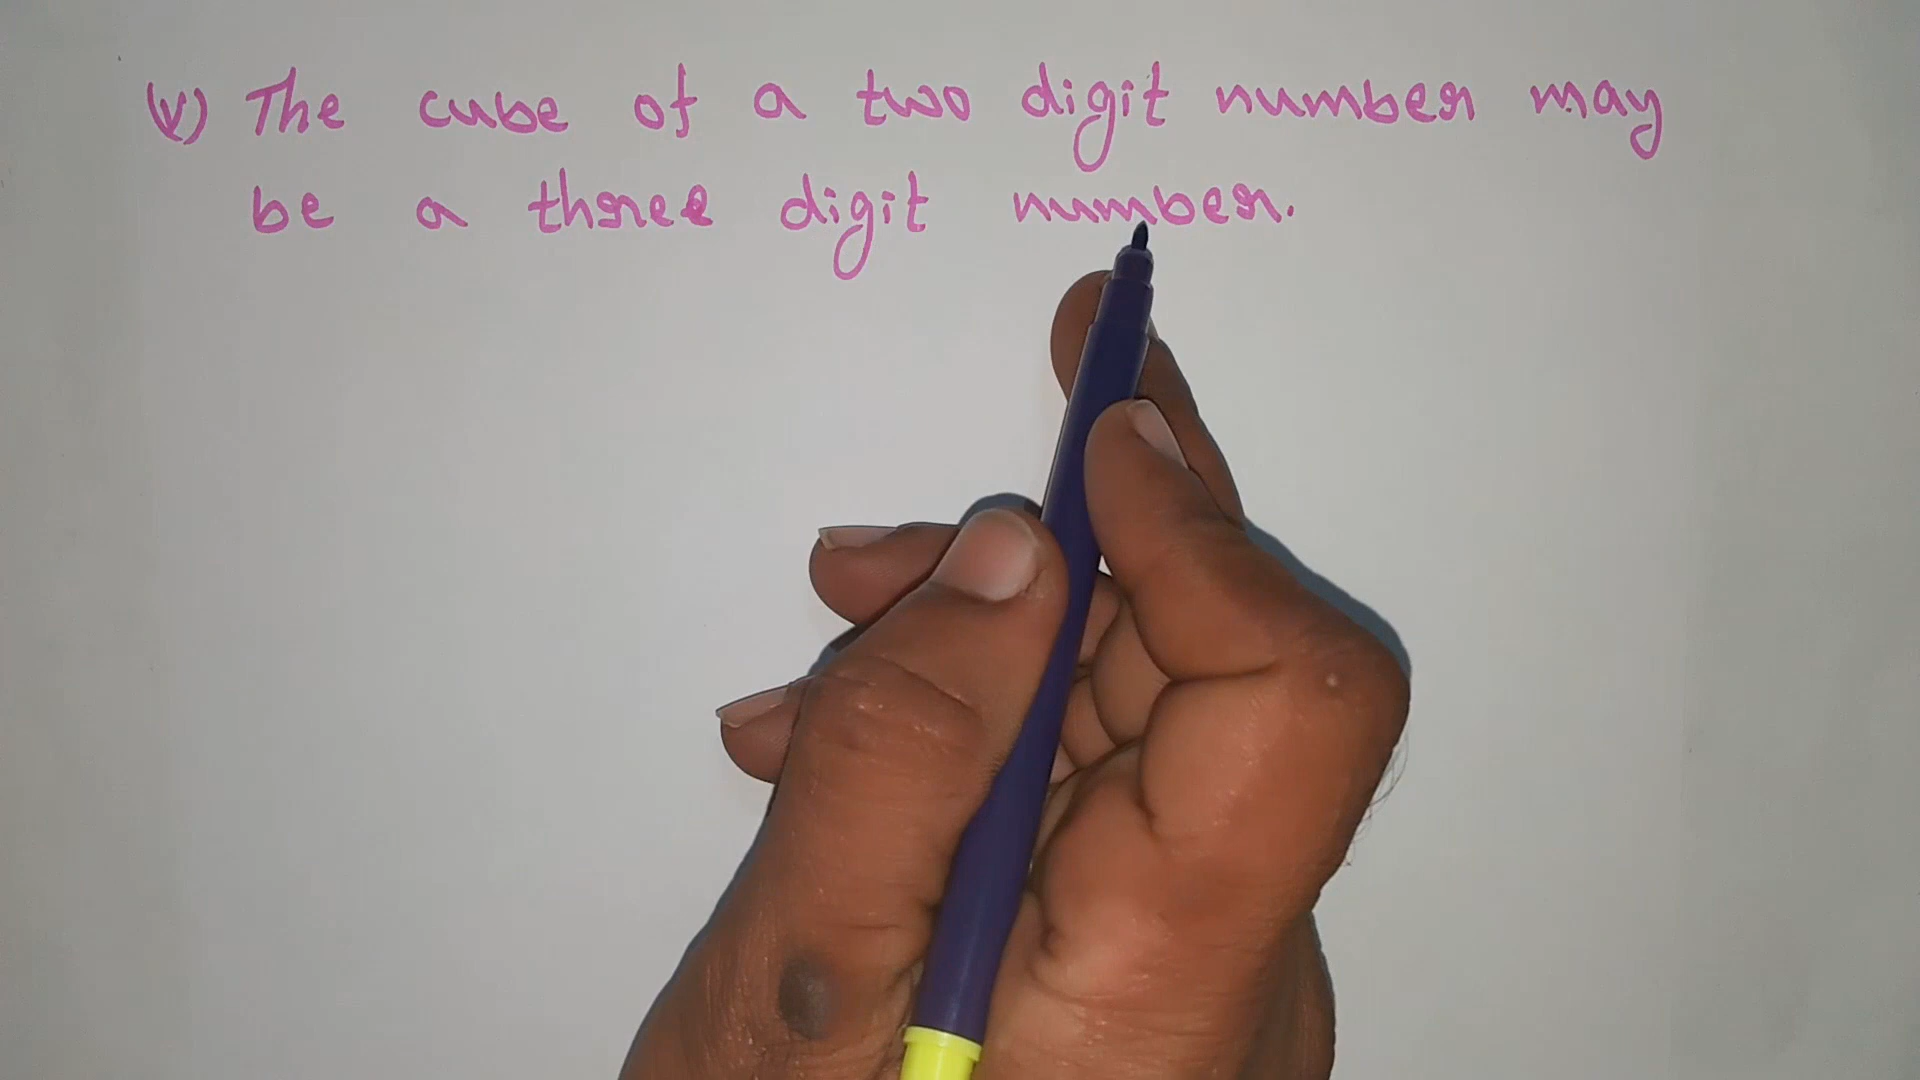 (v) The cube of a two digit number may
be a three digit number.